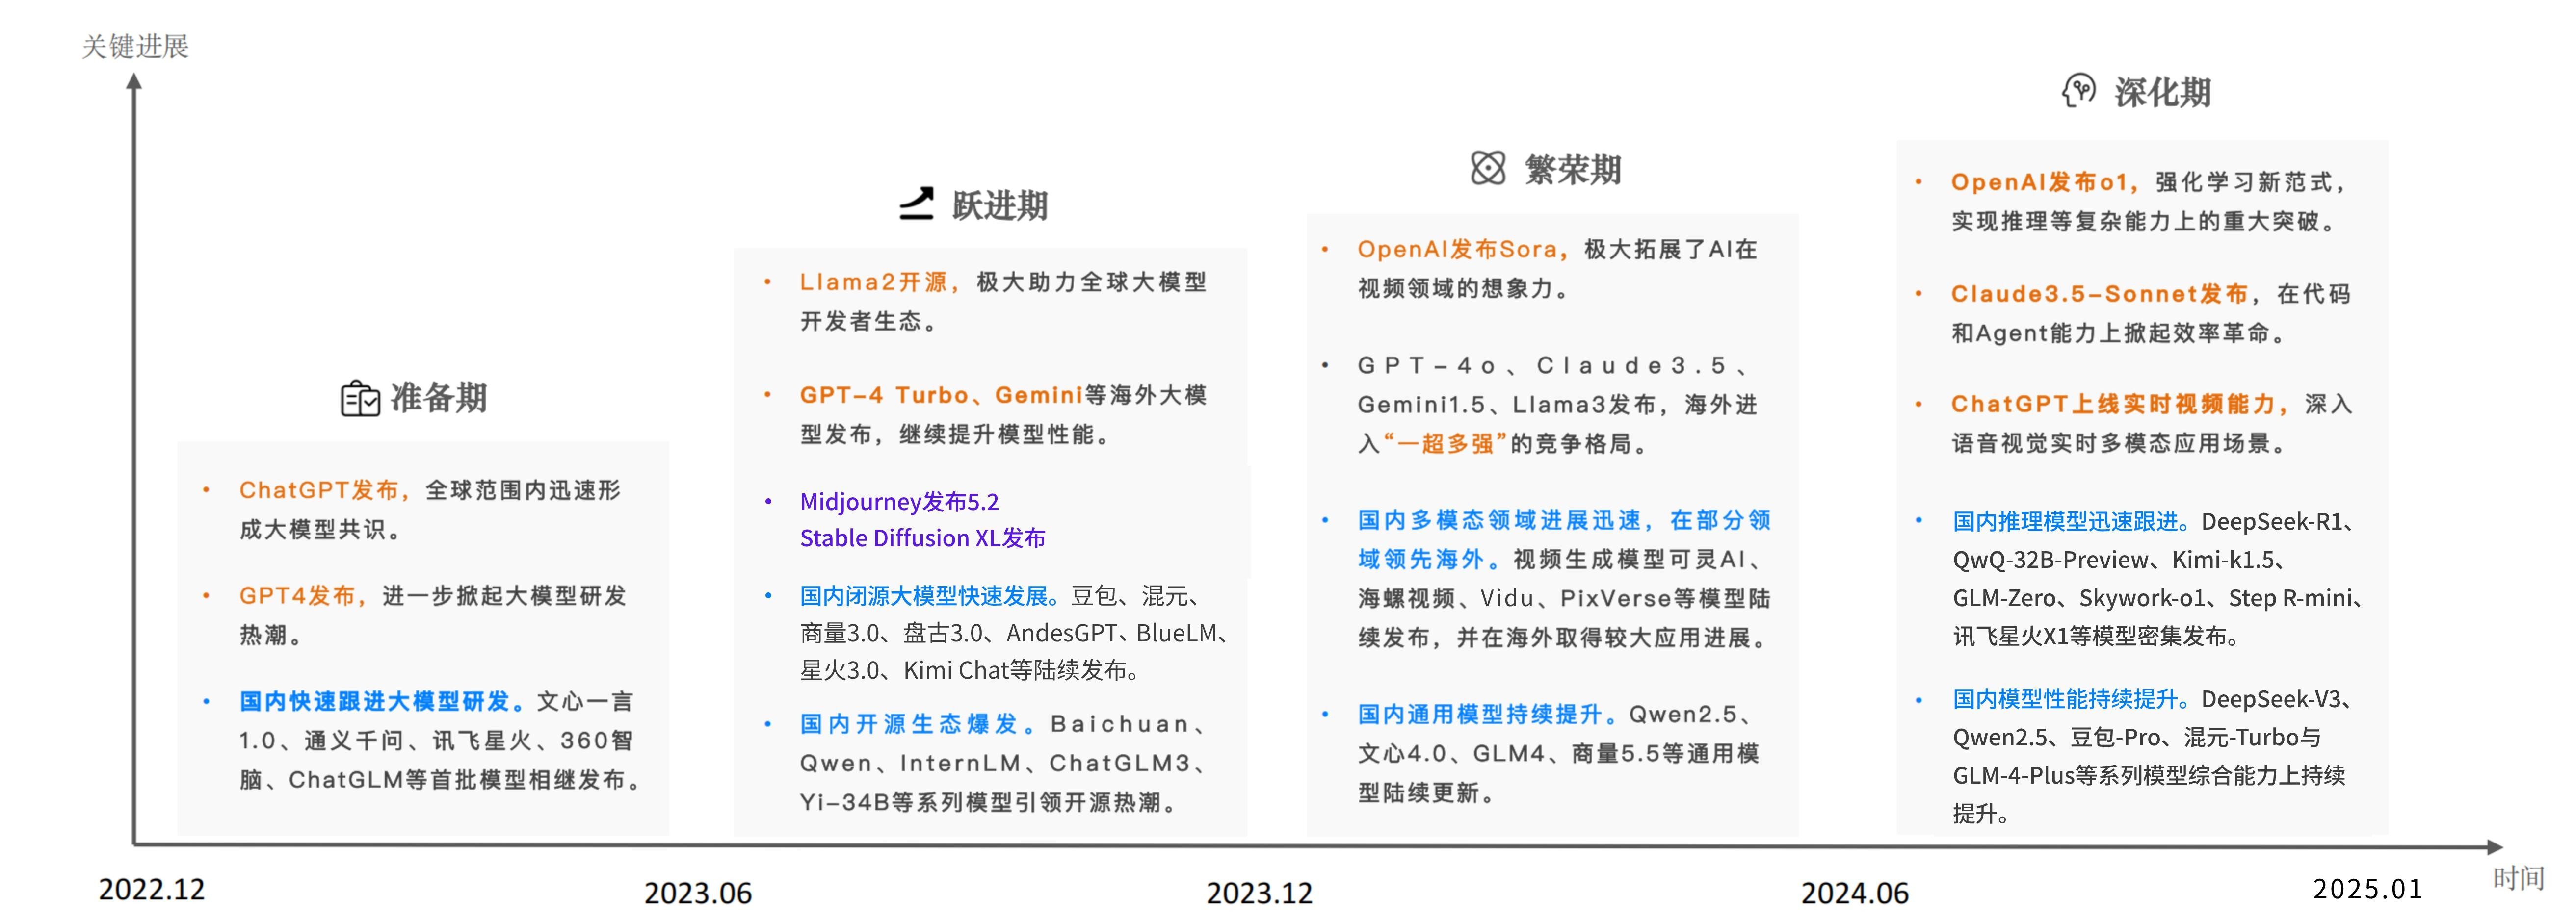 关键进展
准备期
• ChatGPT发布，全球范围内迅速形
成大模型共识。
• GPT4发布，进一步掀起大模型研发
热潮。
• 国内快速跟进大模型研发。文心一言
1.0、通义千问、讯飞星火、360智
脑、ChatGLM等首批模型相继发布。
跃进期
• Llama2开源，极大助力全球大模型
开发者生态。
• GPT-4 Turbo、Gemini等海外大模
型发布，继续提升模型性能。
• Midjourney发布5.2
Stable Diffusion XL发布
• 国内闭源大模型快速发展。豆包、混元、
商量3.0、盘古3.0、AndesGPT、BlueLM、
星火3.0、Kimi Chat等陆续发布。
• 国内开源生态爆发。Baichuan、
Qwen、InternLM、ChatGLM3、
Yi-34B等系列模型引领开源热潮。
繁荣期
• OpenAI发布Sora，极大拓展了AI在
视频领域的想象力。
• GPT-4o、Claude3.5、
Gemini1.5、Llama3发布，海外进
入“一超多强”的竞争格局。
• 国内多模态领域进展迅速，在部分领
域领先海外。视频生成模型可灵AI、
海螺视频、Vidu、PixVerse等模型陆
续发布，并在海外取得较大应用进展。
• 国内通用模型持续提升。Qwen2.5、
文心4.0、GLM4、商量5.5等通用模
型陆续更新。
深化期
• OpenAI发布o1，强化学习新范式，
实现推理等复杂能力上的重大突破。
• Claude3.5-Sonnet发布，在代码
和Agent能力上掀起效率革命。
• ChatGPT上线实时视频能力，深入
语音视觉实时多模态应用场景。
• 国内推理模型迅速跟进。DeepSeek-R1、
QwQ-32B-Preview、Kimi-k1.5、
GLM-Zero、Skywork-o1、Step R-mini、
讯飞星火X1等模型密集发布。
• 国内模型性能持续提升。DeepSeek-V3、
Qwen2.5、豆包-Pro、混元-Turbo与
GLM-4-Plus等系列模型综合能力上持续
提升。
2022.12
2023.06
2023.12
2024.06
2025.01
时间